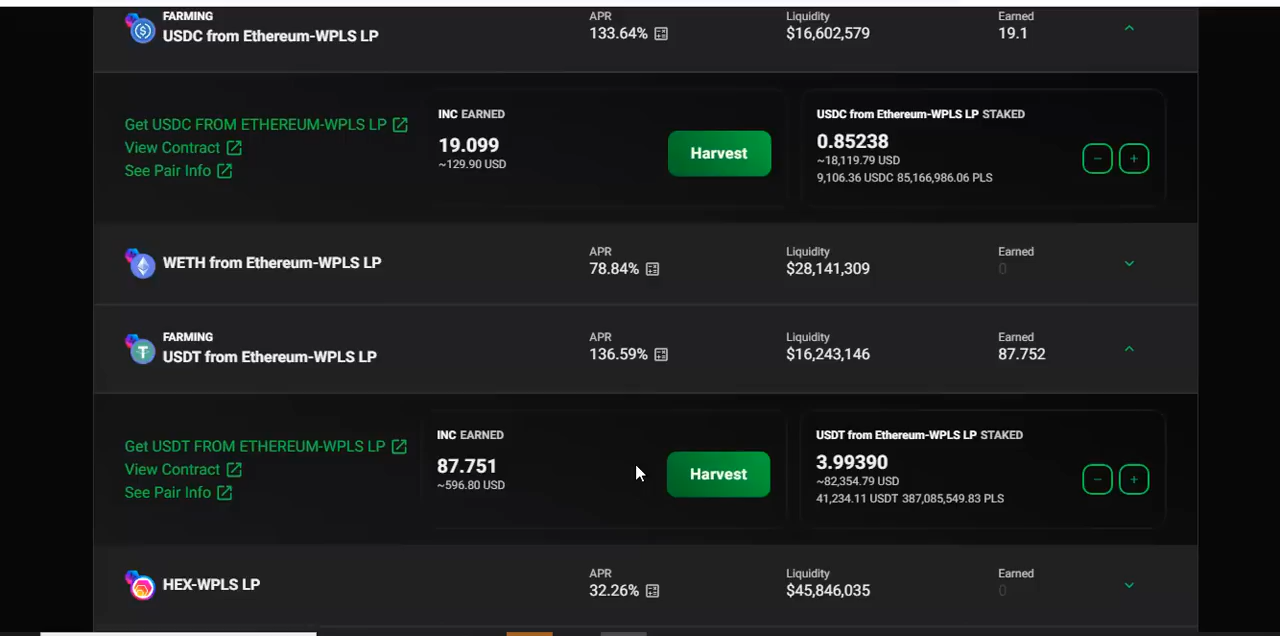 FARMING
USDC from Ethereum-WPLS LP
APR
133.64%
Liquidity
$16,602,579
Earned
19.1
Get USDC FROM ETHEREUM-WPLS LP
View Contract
See Pair Info
INC EARNED
19.099
~129.90 USD
Harvest
USDC from Ethereum-WPLS LP STAKED
0.85238
~18,119.79 USD
9,106.36 USDC 85,166,986.06 PLS
WETH from Ethereum-WPLS LP
APR
78.84%
Liquidity
$28,141,309
Earned
0
FARMING
USDT from Ethereum-WPLS LP
APR
136.59%
Liquidity
$16,243,146
Earned
87.752
Get USDT FROM ETHEREUM-WPLS LP
View Contract
See Pair Info
INC EARNED
87.751
~596.80 USD
Harvest
USDT from Ethereum-WPLS LP STAKED
3.99390
~82,354.79 USD
41,234.11 USDT 387,085,549.83 PLS
HEX-WPLS LP
APR
32.26%
Liquidity
$45,846,035
Earned
0